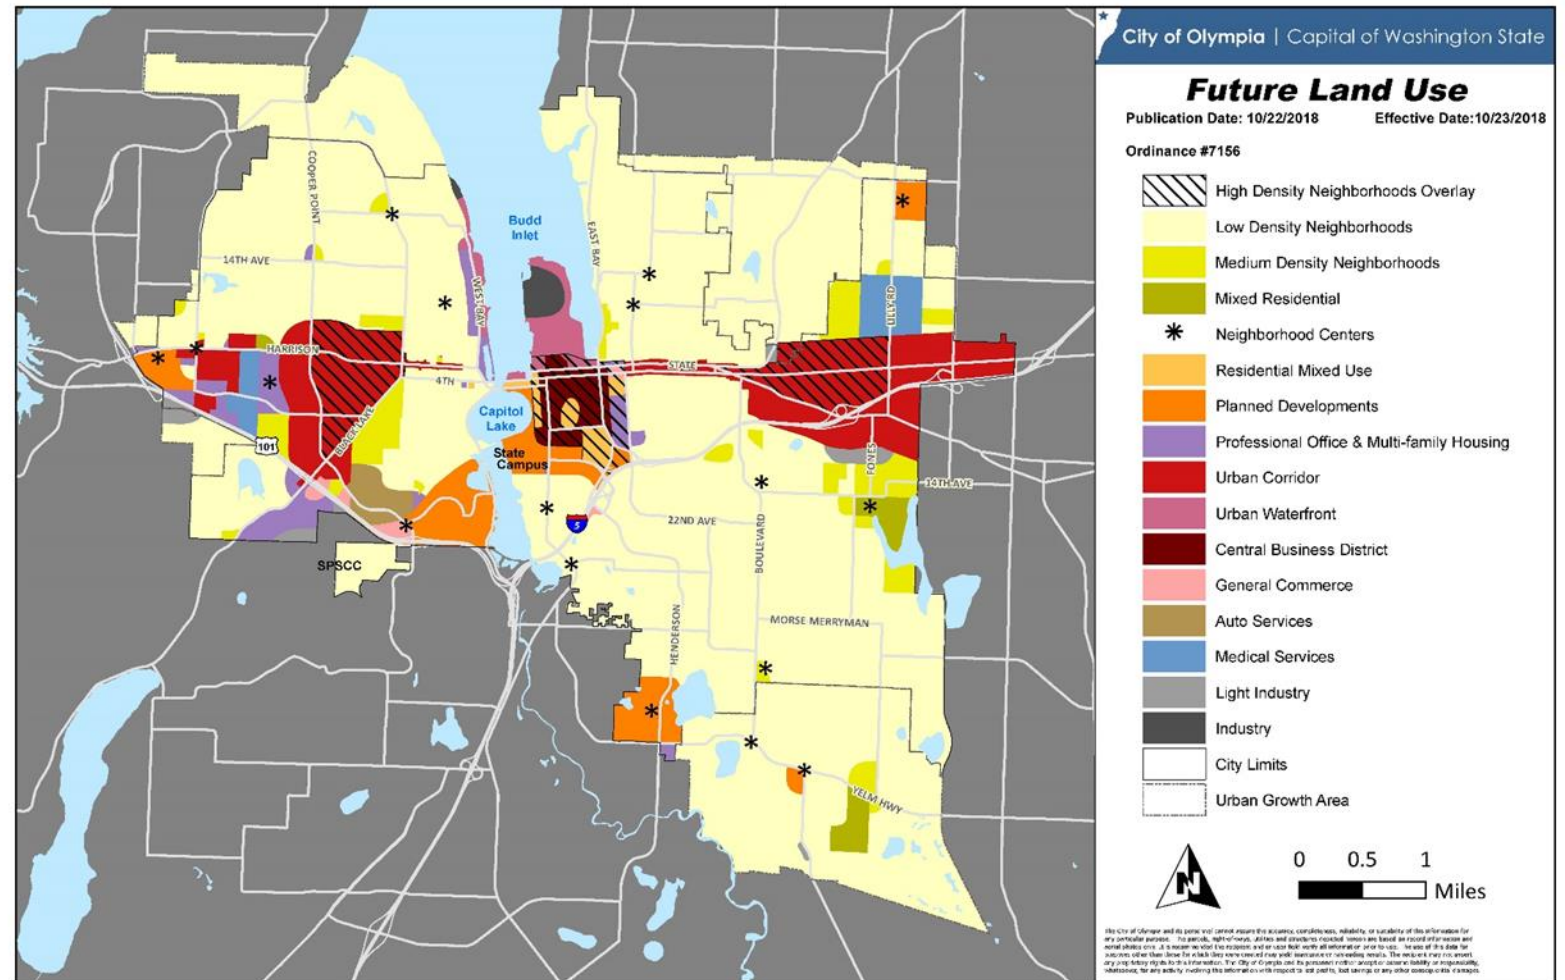 City of Olympia | Capital of Washington State
Future Land Use
Publication Date: 10/22/2018 Effective Date:10/23/2018
Ordinance #7156
High Density Neighborhoods Overlay
Low Density Neighborhoods
Medium Density Neighborhoods
Mixed Residential
Neighborhood Centers
Residential Mixed Use
Planned Developments
Professional Office & Multi-family Housing
Urban Corridor
Urban Waterfront
Central Business District
General Commerce
Auto Services
Medical Services
Light Industry
Industry
City Limits
Urban Growth Area
N
0 0.5 1
Miles
COOPER POINT
14TH AVE
Budd
Inlet
EAST BAY
WEST BAY
LILLY RD
HARRISON
STATE
4TH
Capitol
Lake
BLACK LAKE
101
State
Campus
FONES
14TH AVE
5
22ND AVE
BOULEVARD
SPSCC
HENDERSON
MORSE MERRYMAN
YELM HWY